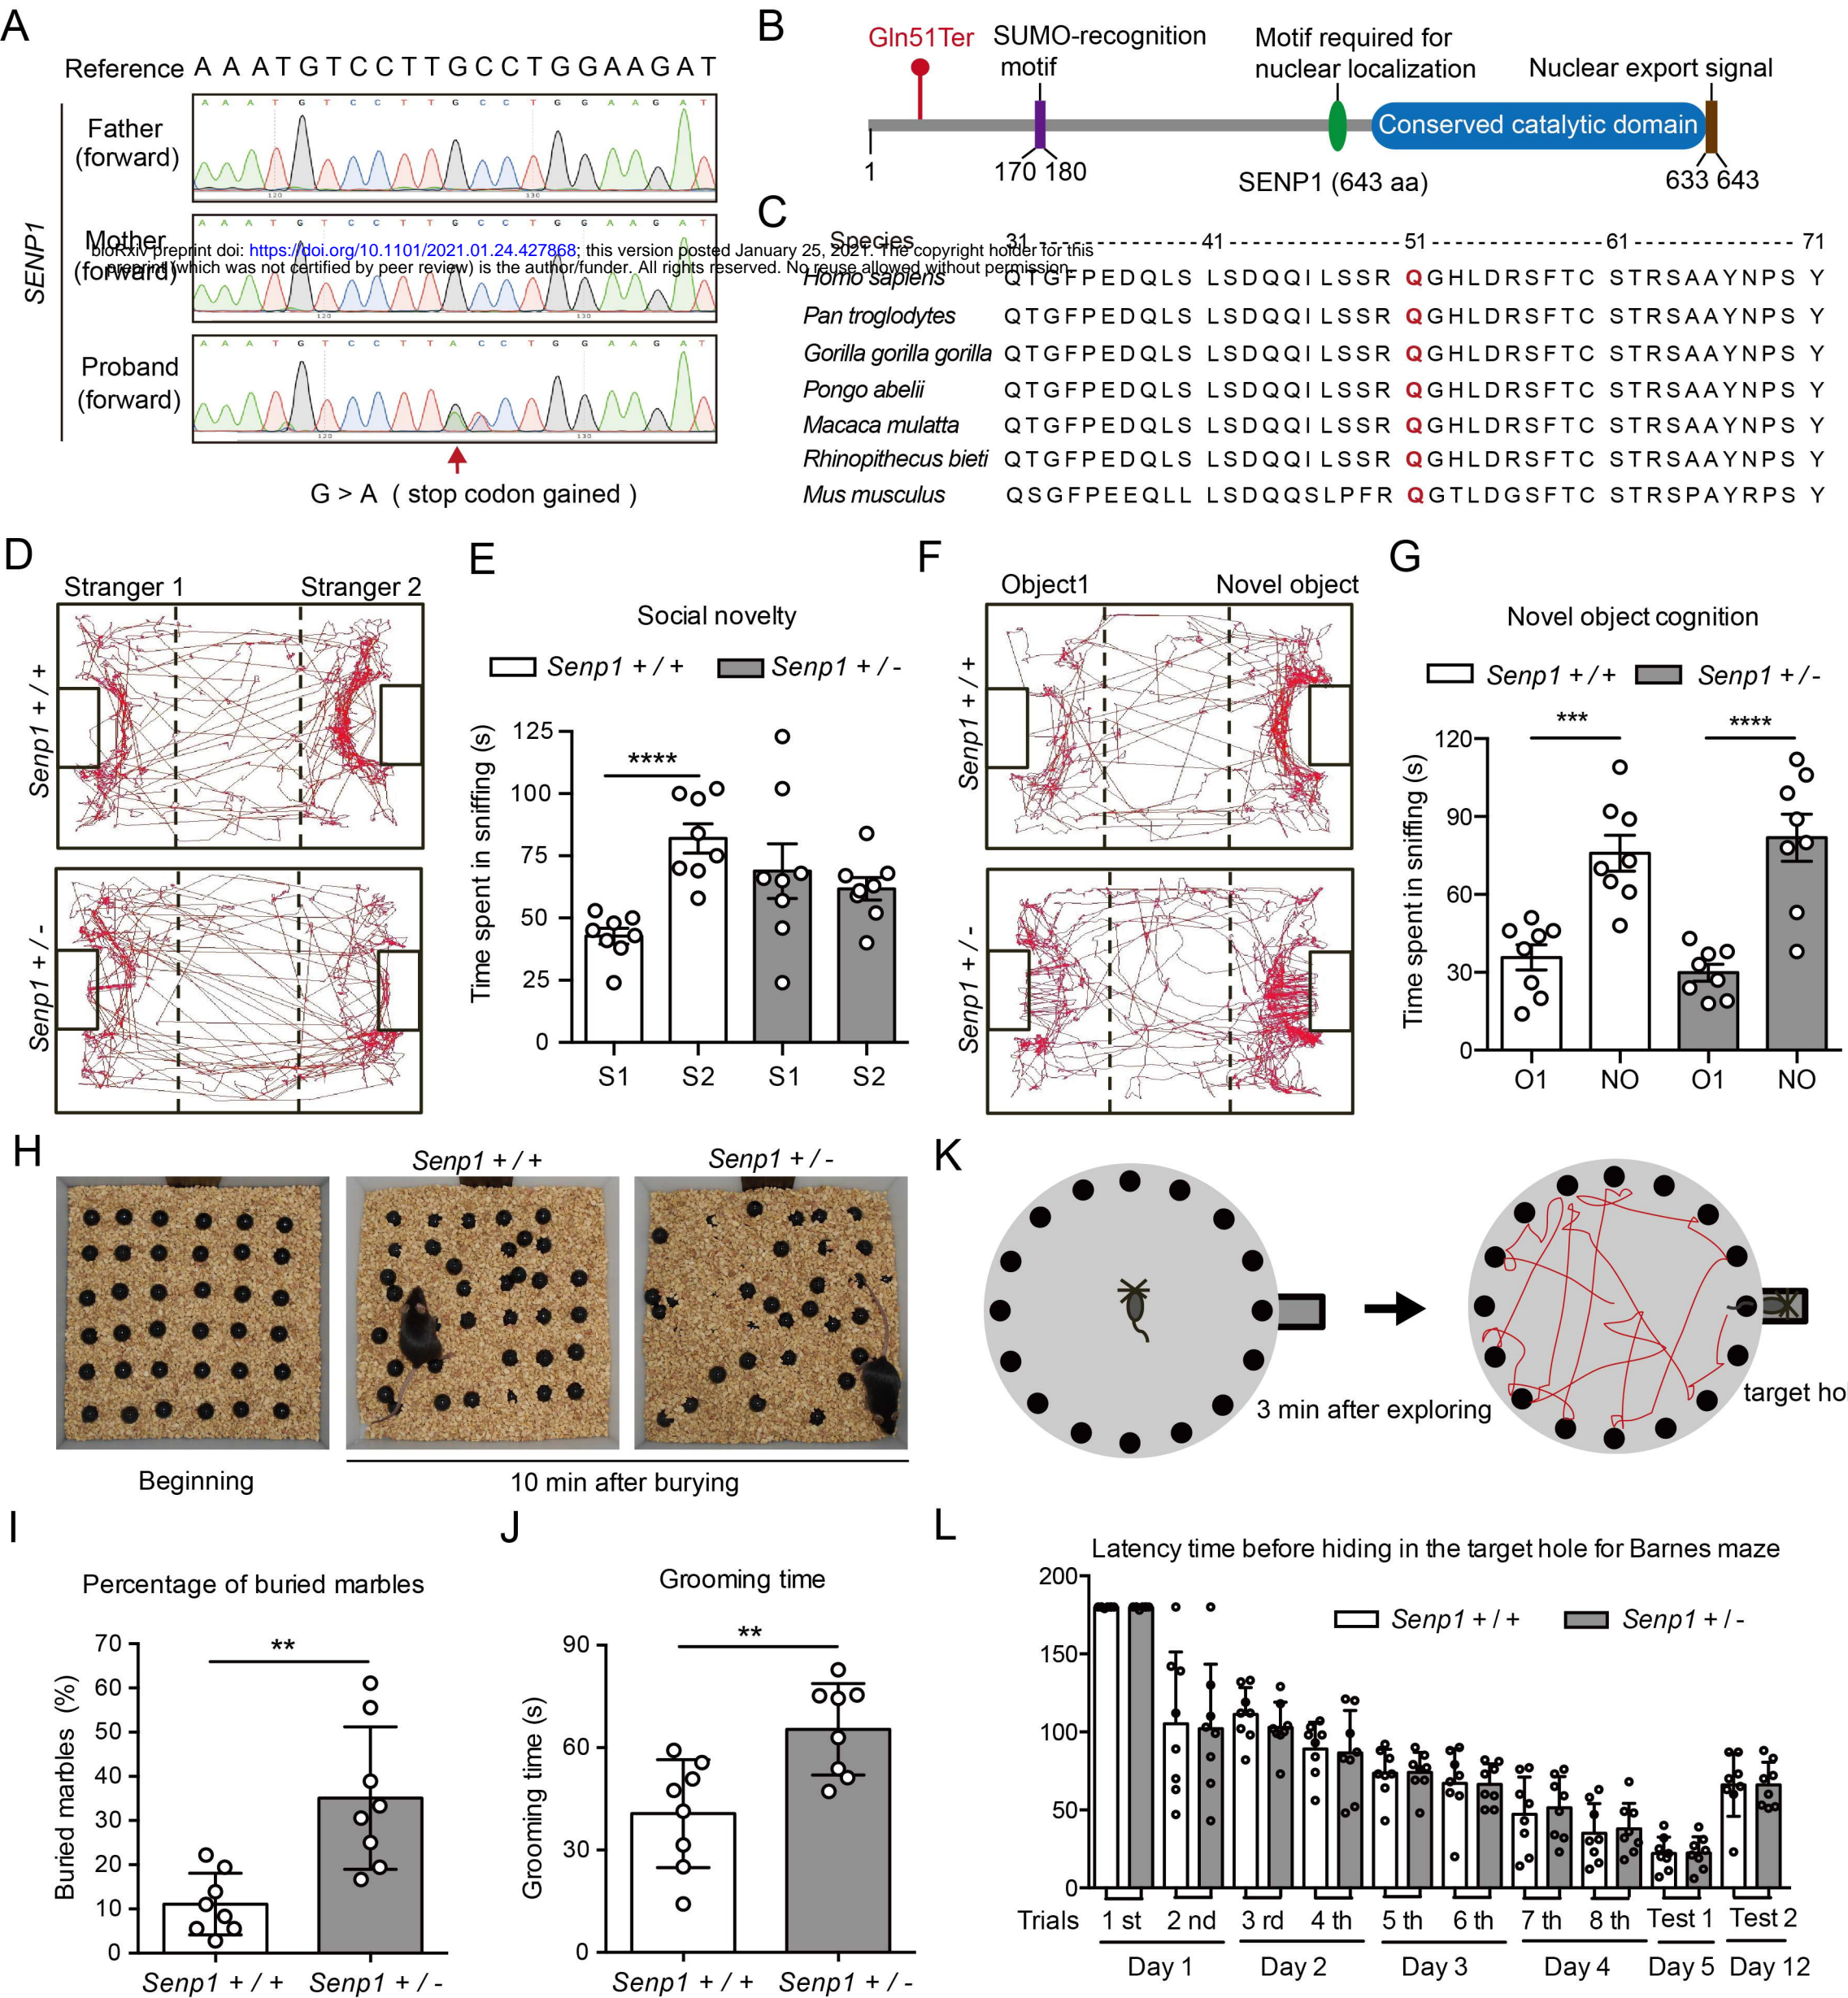 A
Reference A A A T G T C C T T G C C T G G A A G A T
SENP1
Father
(forward)
A A A T G T C C T T G C C T G G A A G A T
120 130
Mother
(forward)
A A A T G T C C T T G C C T G G A A G A T
120 130
bioRxiv preprint doi: https://doi.org/10.1101/2021.01.24.427868; this version posted January 25, 2021. The copyright holder for this
preprint (which was not certified by peer review) is the author/funder. All rights reserved. No reuse allowed without permission.
Proband
(forward)
A A A T G T C C T T A C C T G G A A G A T
120 130
G > A ( stop codon gained )
B
Gln51Ter
SUMO-recognition
motif
Motif required for
nuclear localization
Nuclear export signal
Conserved catalytic domain
1
170 180
SENP1 (643 aa)
633 643
C
Species 31 41 51 61 71
Homo sapiens QTGFPEDQLS LSDQQILSSR QGHLDRSFTC STRSAAYNPS Y
Pan troglodytes QTGFPEDQLS LSDQQILSSR QGHLDRSFTC STRSAAYNPS Y
Gorilla gorilla gorilla QTGFPEDQLS LSDQQILSSR QGHLDRSFTC STRSAAYNPS Y
Pongo abelii QTGFPEDQLS LSDQQILSSR QGHLDRSFTC STRSAAYNPS Y
Macaca mulatta QTGFPEDQLS LSDQQILSSR QGHLDRSFTC STRSAAYNPS Y
Rhinopithecus bieti QTGFPEDQLS LSDQQILSSR QGHLDRSFTC STRSAAYNPS Y
Mus musculus QSGFPEEQLL LSDQQSLPFR QGTLDGSFTC STRSPAYRPS Y
D
Stranger 1 Stranger 2
Senp1 +/+
Senp1 +/-
E
Social novelty
Senp1 +/+ Senp1 +/-
Time spent in sniffing (s)
125
100
75
50
25
0
****
S1 S2 S1 S2
F
Object1 Novel object
Senp1 +/+
Senp1 +/-
G
Novel object cognition
Senp1 +/+ Senp1 +/-
Time spent in sniffing (s)
120
90
60
30
0
*** ****
O1 NO O1 NO
H
Senp1 +/+ Senp1 +/-
Beginning 10 min after burying
K
3 min after exploring
target hol
I
Percentage of buried marbles
Buried marbles (%)
70
60
50
40
30
20
10
0
**
Senp1 +/+ Senp1 +/-
J
Grooming time
Grooming time (s)
90
60
30
0
**
Senp1 +/+ Senp1 +/-
L
Latency time before hiding in the target hole for Barnes maze
Senp1 +/+ Senp1 +/-
200
150
100
50
0
Trials 1 st 2 nd 3 rd 4 th 5 th 6 th 7 th 8 th Test 1 Test 2
Day 1 Day 2 Day 3 Day 4 Day 5 Day 12